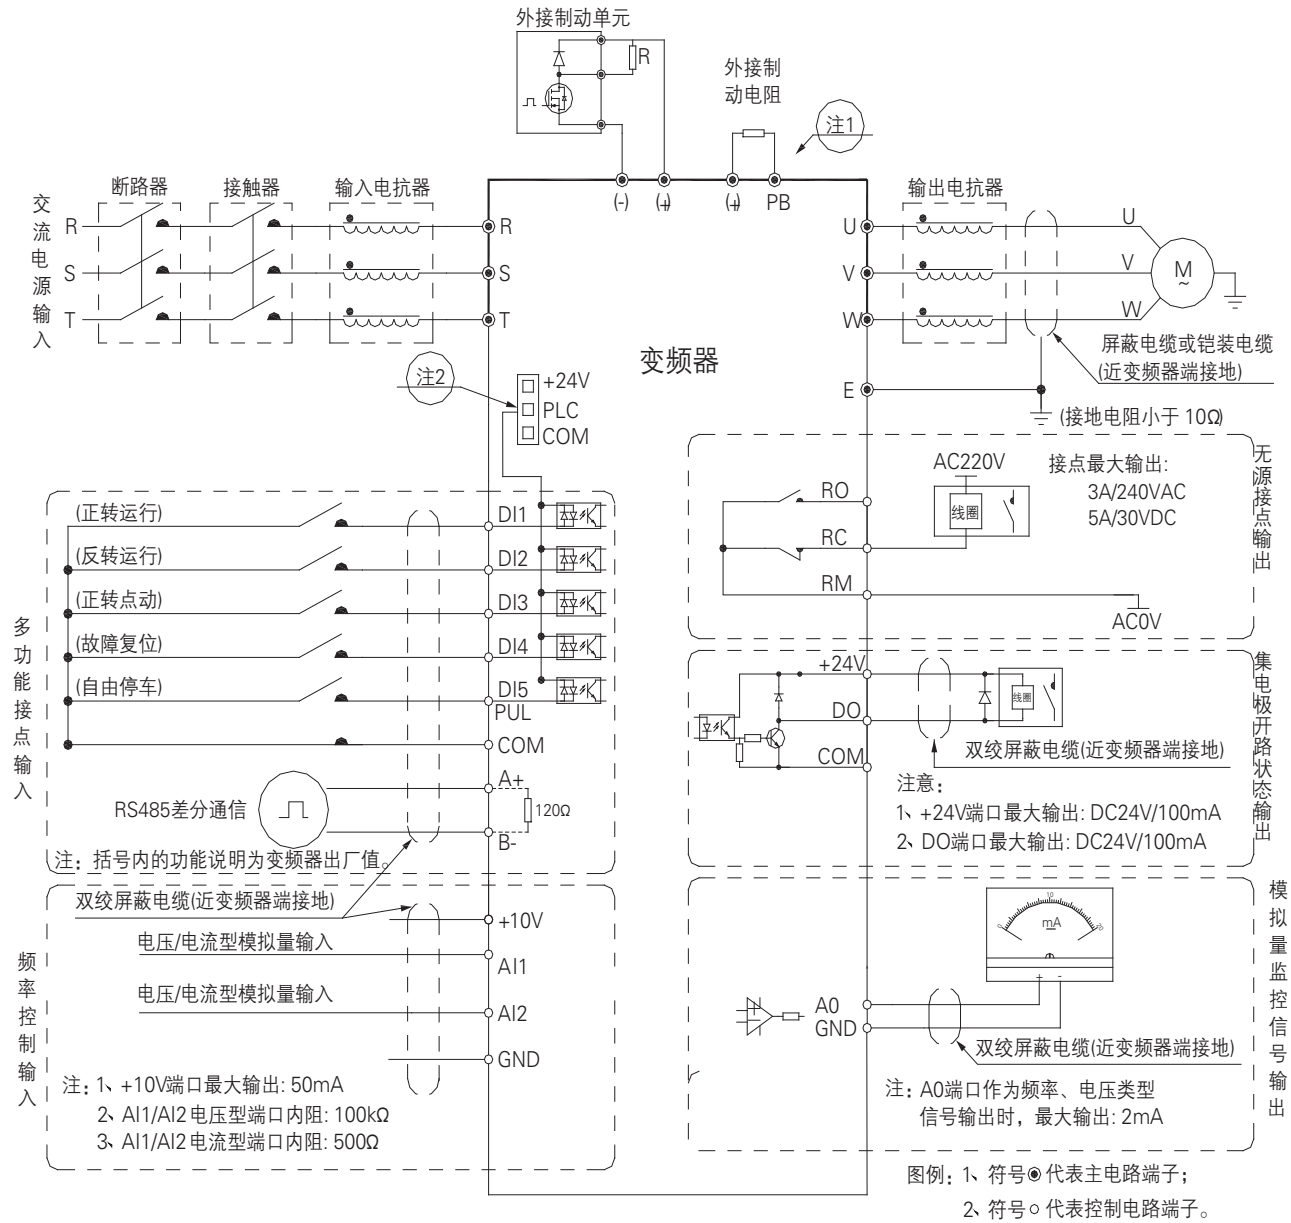 外接制动单元
R
外接制
动电阻
注1
(-)
(+)
(+)
PB
断路器
接触器
输入电抗器
输出电抗器
交流电源输入
R
S
T
R
S
T
U
V
W
U
V
W
M
~
变频器
屏蔽电缆或铠装电缆
(近变频器端接地)
E
(接地电阻小于 10Ω)
注2
+24V
PLC
COM
多功能接点输入
(正转运行)
DI1
(反转运行)
DI2
(正转点动)
DI3
(故障复位)
DI4
(自由停车)
DI5
PUL
COM
RS485差分通信
A+
120Ω
B-
注：括号内的功能说明为变频器出厂值。
双绞屏蔽电缆(近变频器端接地)
频率控制输入
+10V
电压/电流型模拟量输入
AI1
电压/电流型模拟量输入
AI2
GND
注：1、+10V端口最大输出: 50mA
2、AI1/AI2 电压型端口内阻: 100kΩ
3、AI1/AI2 电流型端口内阻: 500Ω
无源接点输出
RO
RC
RM
AC220V
线圈
接点最大输出:
3A/240VAC
5A/30VDC
AC0V
集电极开路状态输出
+24V
DO
COM
线圈
双绞屏蔽电缆(近变频器端接地)
注意：
1、+24V端口最大输出: DC24V/100mA
2、DO端口最大输出: DC24V/100mA
模拟量监控信号输出
0
10
20
mA
+
-
A0
GND
双绞屏蔽电缆(近变频器端接地)
注：A0端口作为频率、电压类型
信号输出时，最大输出: 2mA
图例：1、符号◉代表主电路端子；
2、符号○代表控制电路端子。